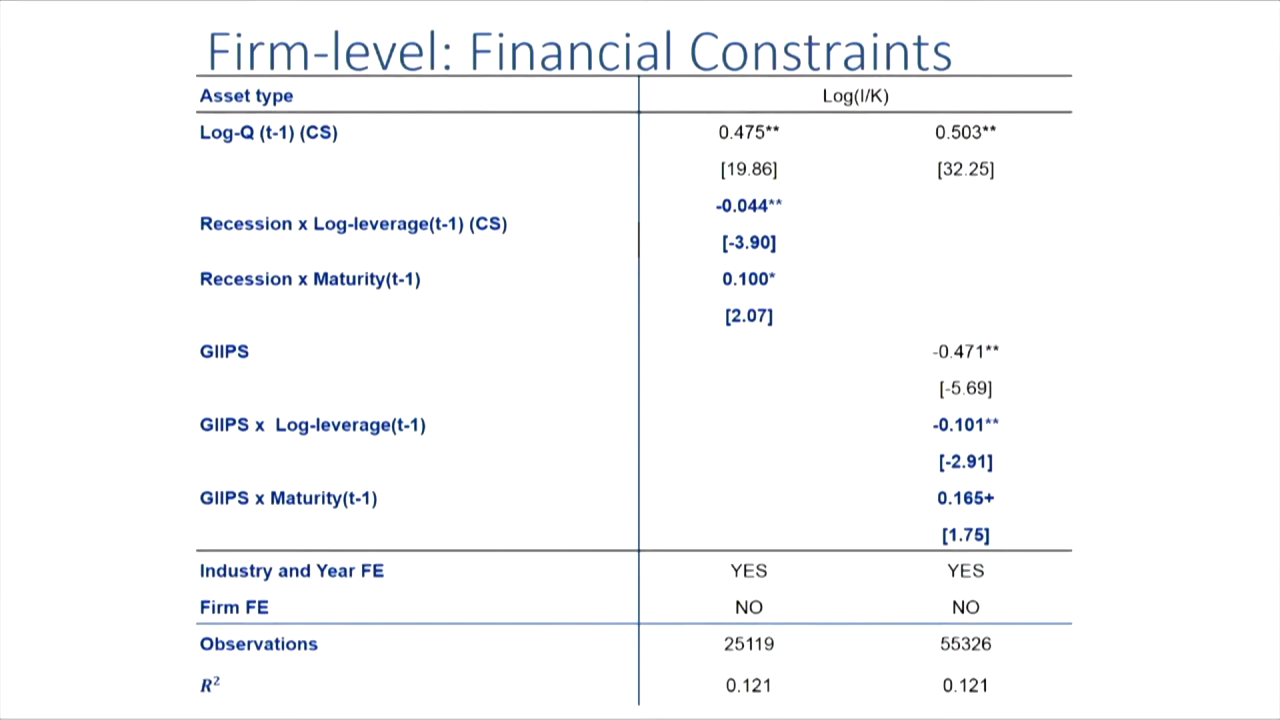 Firm-level: Financial Constraints
Asset type Log(I/K)
Log-Q (t-1) (CS) 0.475** 0.503**
[19.86] [32.25]
-0.044**
Recession x Log-leverage(t-1) (CS)
[-3.90]
Recession x Maturity(t-1) 0.100*
[2.07]
GIIPS -0.471**
[-5.69]
GIIPS x Log-leverage(t-1) -0.101**
[-2.91]
GIIPS x Maturity(t-1) 0.165+
[1.75]
Industry and Year FE YES YES
Firm FE NO NO
Observations 25119 55326
R² 0.121 0.121